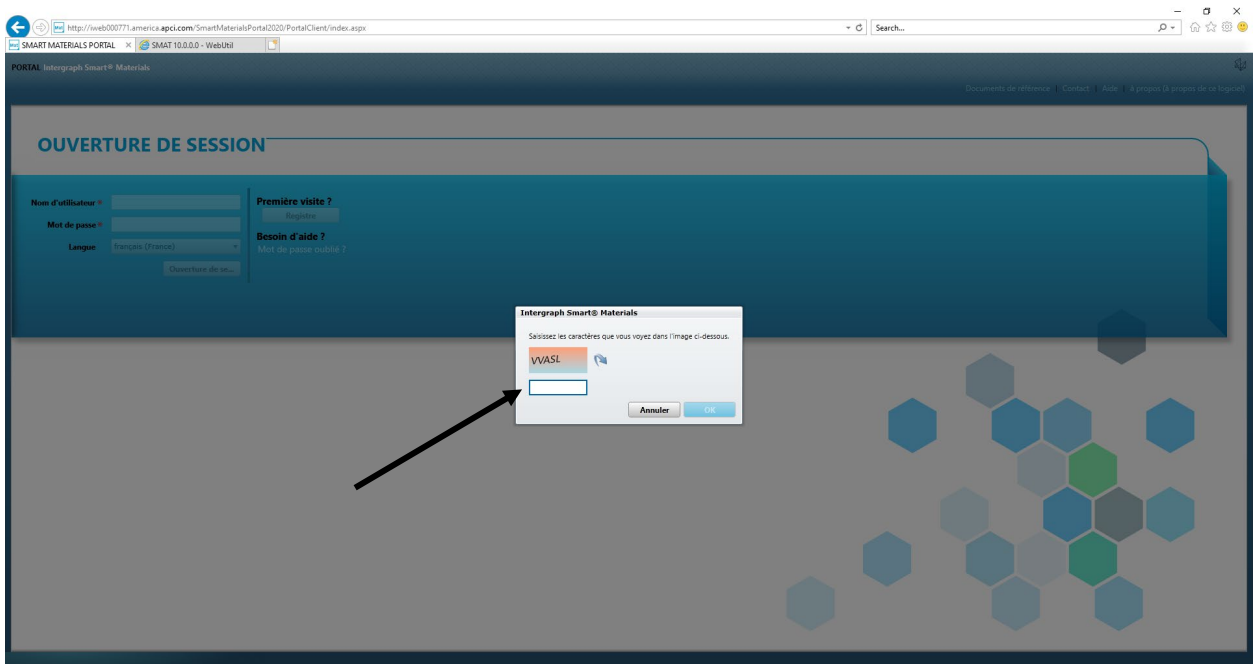 http://iweb000771.america.apci.com/SmartMaterialsPortal2020/PortalClient/index.aspx
Search...
SMART MATERIALS PORTAL
SMAT 10.0.0.0 - WebUtil
PORTAL Intergraph Smart® Materials
Documents de référence | Contact | Aide | à propos (à propos de ce logiciel)
OUVERTURE DE SESSION
Nom d'utilisateur *
Mot de passe *
Langue
français (France)
Ouverture de se...
Première visite ?
Registre
Besoin d'aide ?
Mot de passe oublié ?
Intergraph Smart® Materials
Saisissez les caractères que vous voyez dans l'image ci-dessous.
VVASL
Annuler
OK